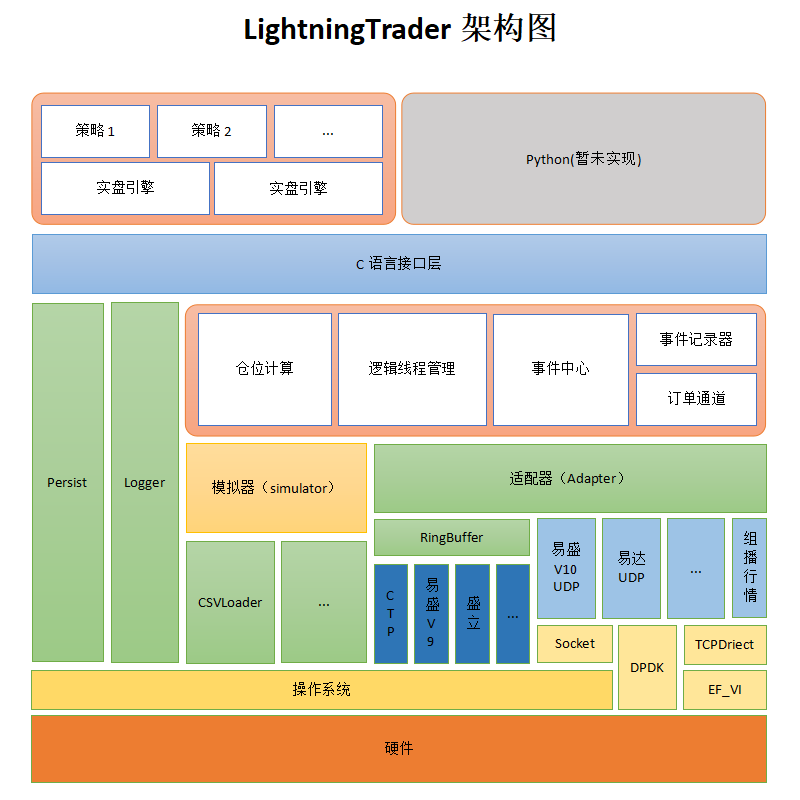 LightningTrader 架构图
策略 1
策略 2
...
实盘引擎
实盘引擎
Python(暂未实现)
C 语言接口层
Persist
Logger
仓位计算
逻辑线程管理
事件中心
事件记录器
订单通道
模拟器（simulator）
适配器（Adapter）
CSVLoader
...
RingBuffer
C
T
P
易
盛
V
9
盛
立
...
易盛
V10
UDP
易达
UDP
...
组
播
行
情
Socket
DPDK
TCPDriect
EF_VI
操作系统
硬件